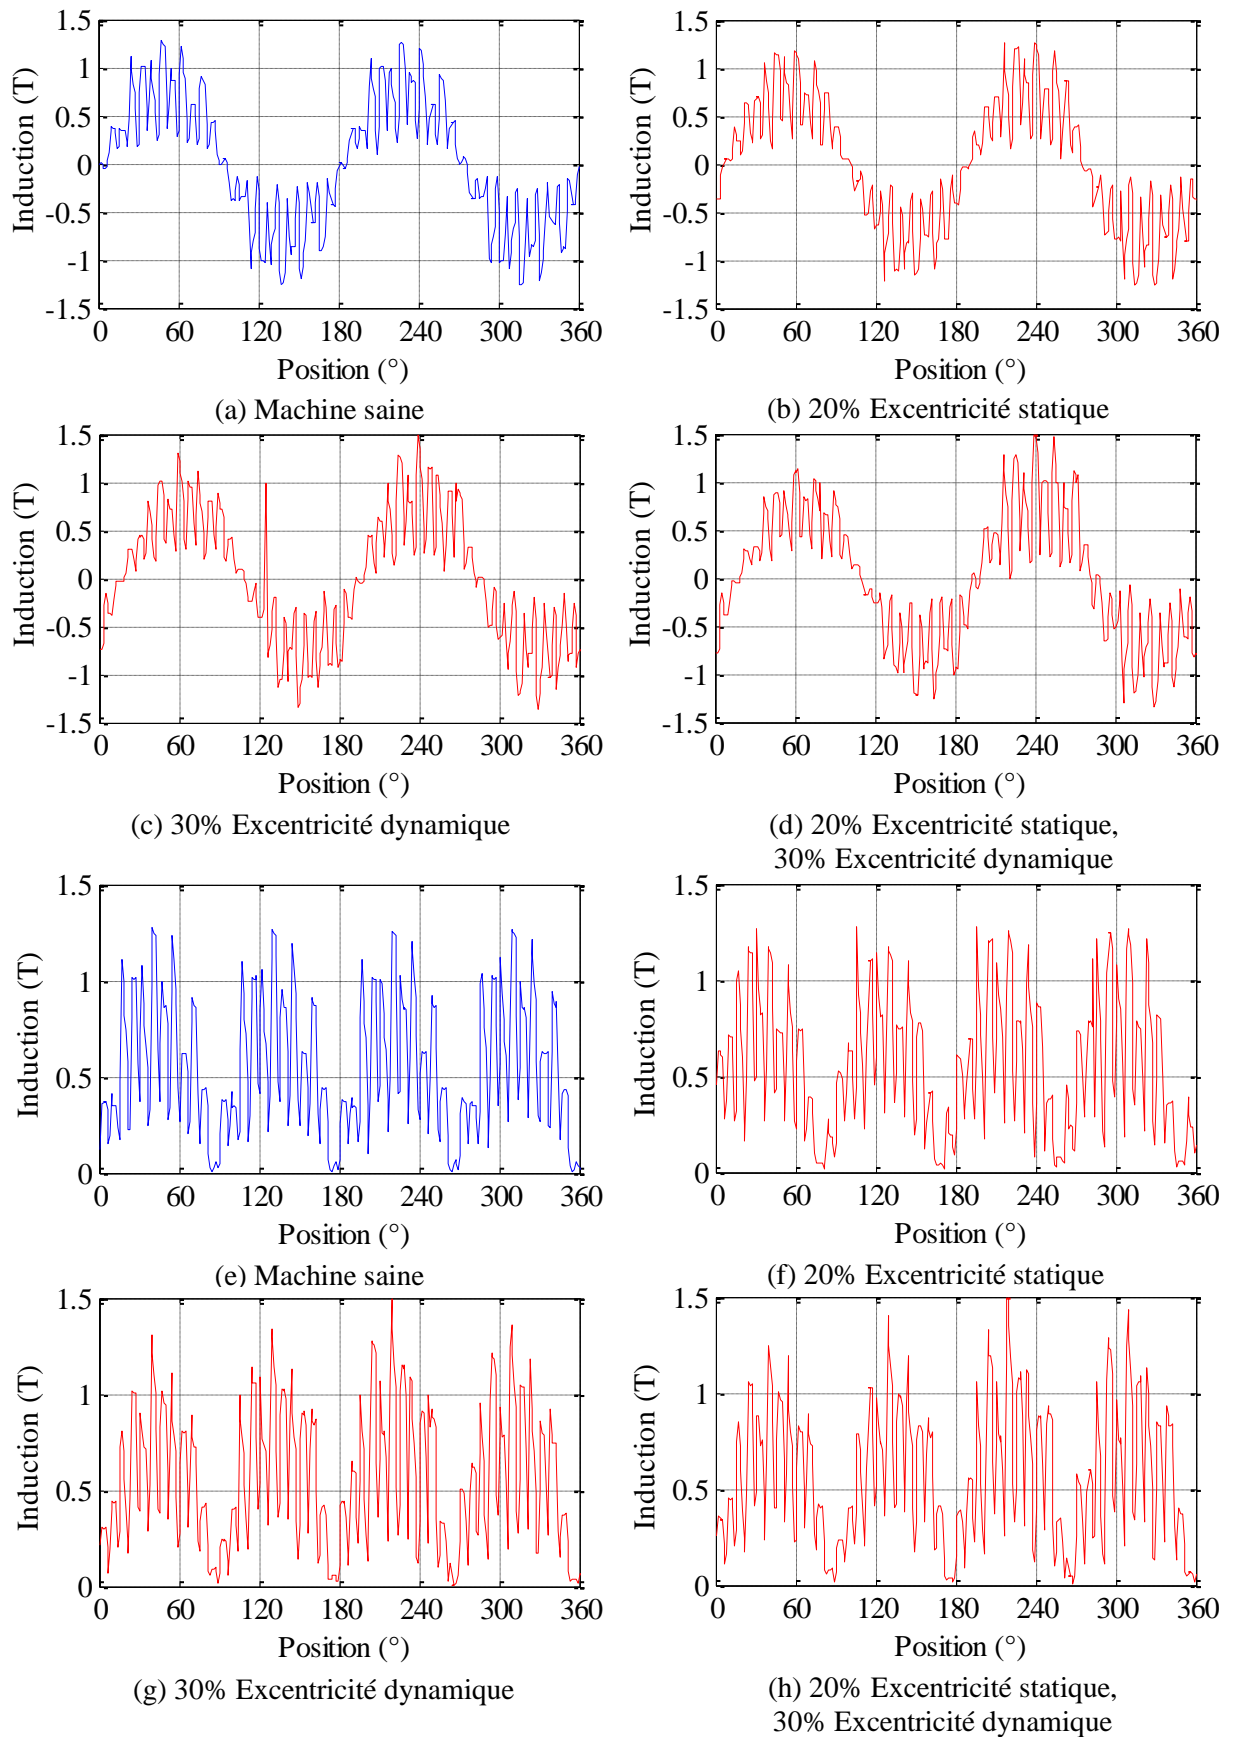 1.5
1
0.5
0
-0.5
-1
-1.5
Induction (T)
0 60 120 180 240 300 360
Position (°)
(a) Machine saine
1.5
1
0.5
0
-0.5
-1
-1.5
Induction (T)
0 60 120 180 240 300 360
Position (°)
(b) 20% Excentricité statique
1.5
1
0.5
0
-0.5
-1
-1.5
Induction (T)
0 60 120 180 240 300 360
Position (°)
(c) 30% Excentricité dynamique
1.5
1
0.5
0
-0.5
-1
-1.5
Induction (T)
0 60 120 180 240 300 360
Position (°)
(d) 20% Excentricité statique,
30% Excentricité dynamique
1.5
1
0.5
0
Induction (T)
0 60 120 180 240 300 360
Position (°)
(e) Machine saine
1.5
1
0.5
0
Induction (T)
0 60 120 180 240 300 360
Position (°)
(f) 20% Excentricité statique
1.5
1
0.5
0
Induction (T)
0 60 120 180 240 300 360
Position (°)
(g) 30% Excentricité dynamique
1.5
1
0.5
0
Induction (T)
0 60 120 180 240 300 360
Position (°)
(h) 20% Excentricité statique,
30% Excentricité dynamique